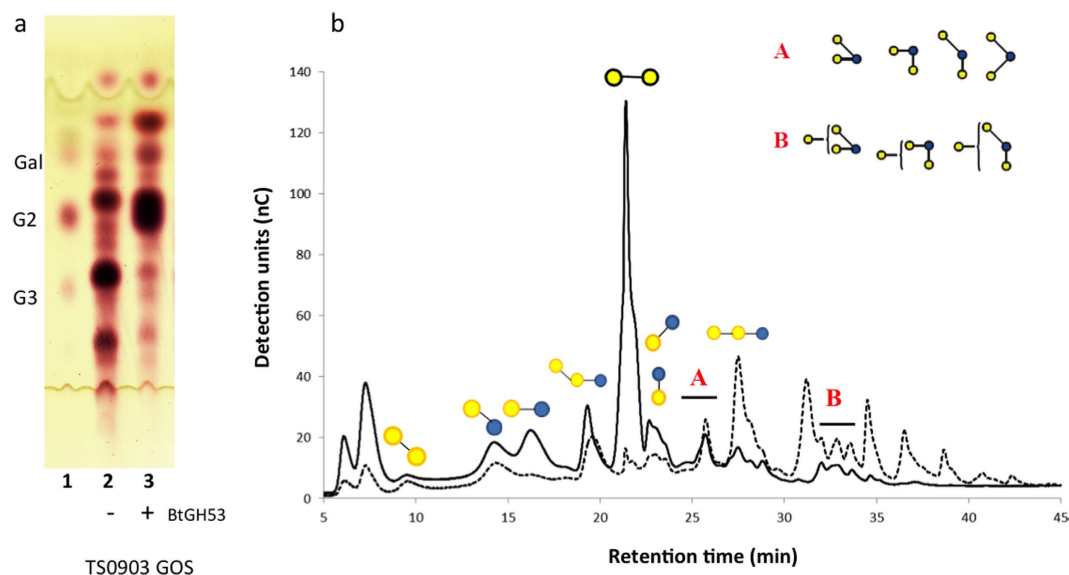 a
Gal
G2
G3
1 2 3
- + BtGH53
TS0903 GOS
b
Detection units (nC)
140
120
100
80
60
40
20
0
5 10 15 20 25 30 35 40 45
Retention time (min)
A
B
A
B